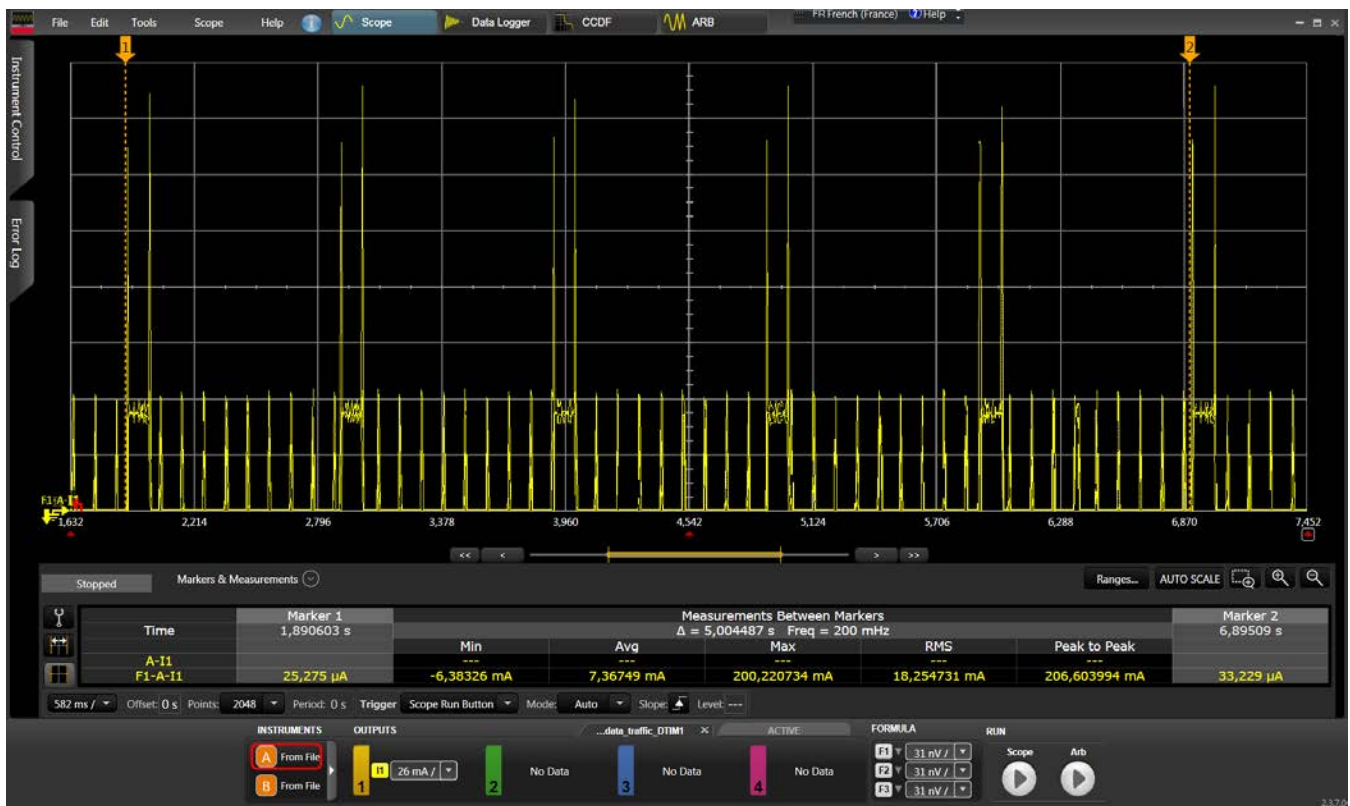 File Edit Tools Scope Help Scope Data Logger CCDF ARB FR French (France) Help
1 2
Instrument Control
Error Log
F1-A-I1
1,632 2,214 2,796 3,378 3,960 4,542 5,124 5,706 6,288 6,870 7,452
<< < > >>
Stopped Markers & Measurements Ranges... AUTO SCALE
Marker 1 Measurements Between Markers Marker 2
Time 1,890603 s Δ = 5,004487 s Freq = 200 mHz 6,89509 s
Min Avg Max RMS Peak to Peak
A-I1 --- --- --- --- ---
F1-A-I1 25,275 µA -6,38326 mA 7,36749 mA 200,220734 mA 18,254731 mA 206,603994 mA 33,229 µA
582 ms / Offset: 0 s Points: 2048 Period: 0 s Trigger Scope Run Button Mode: Auto Slope: Level: ---
INSTRUMENTS OUTPUTS ...data_traffic_DTIM1 X ACTIVE FORMULA RUN
A From File I1 26 mA / No Data No Data No Data F1 31 nV / Scope Arb
F2 31 nV /
B From File 1 2 3 4 F3 31 nV /
2.3.7.0